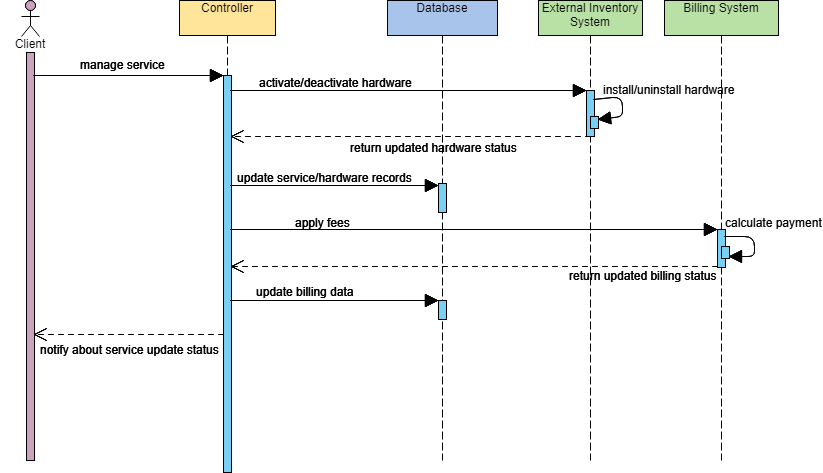 Controller
Database
External Inventory
System
Billing System
Client
manage service
activate/deactivate hardware
install/uninstall hardware
return updated hardware status
update service/hardware records
apply fees
calculate payment
return updated billing status
update billing data
notify about service update status